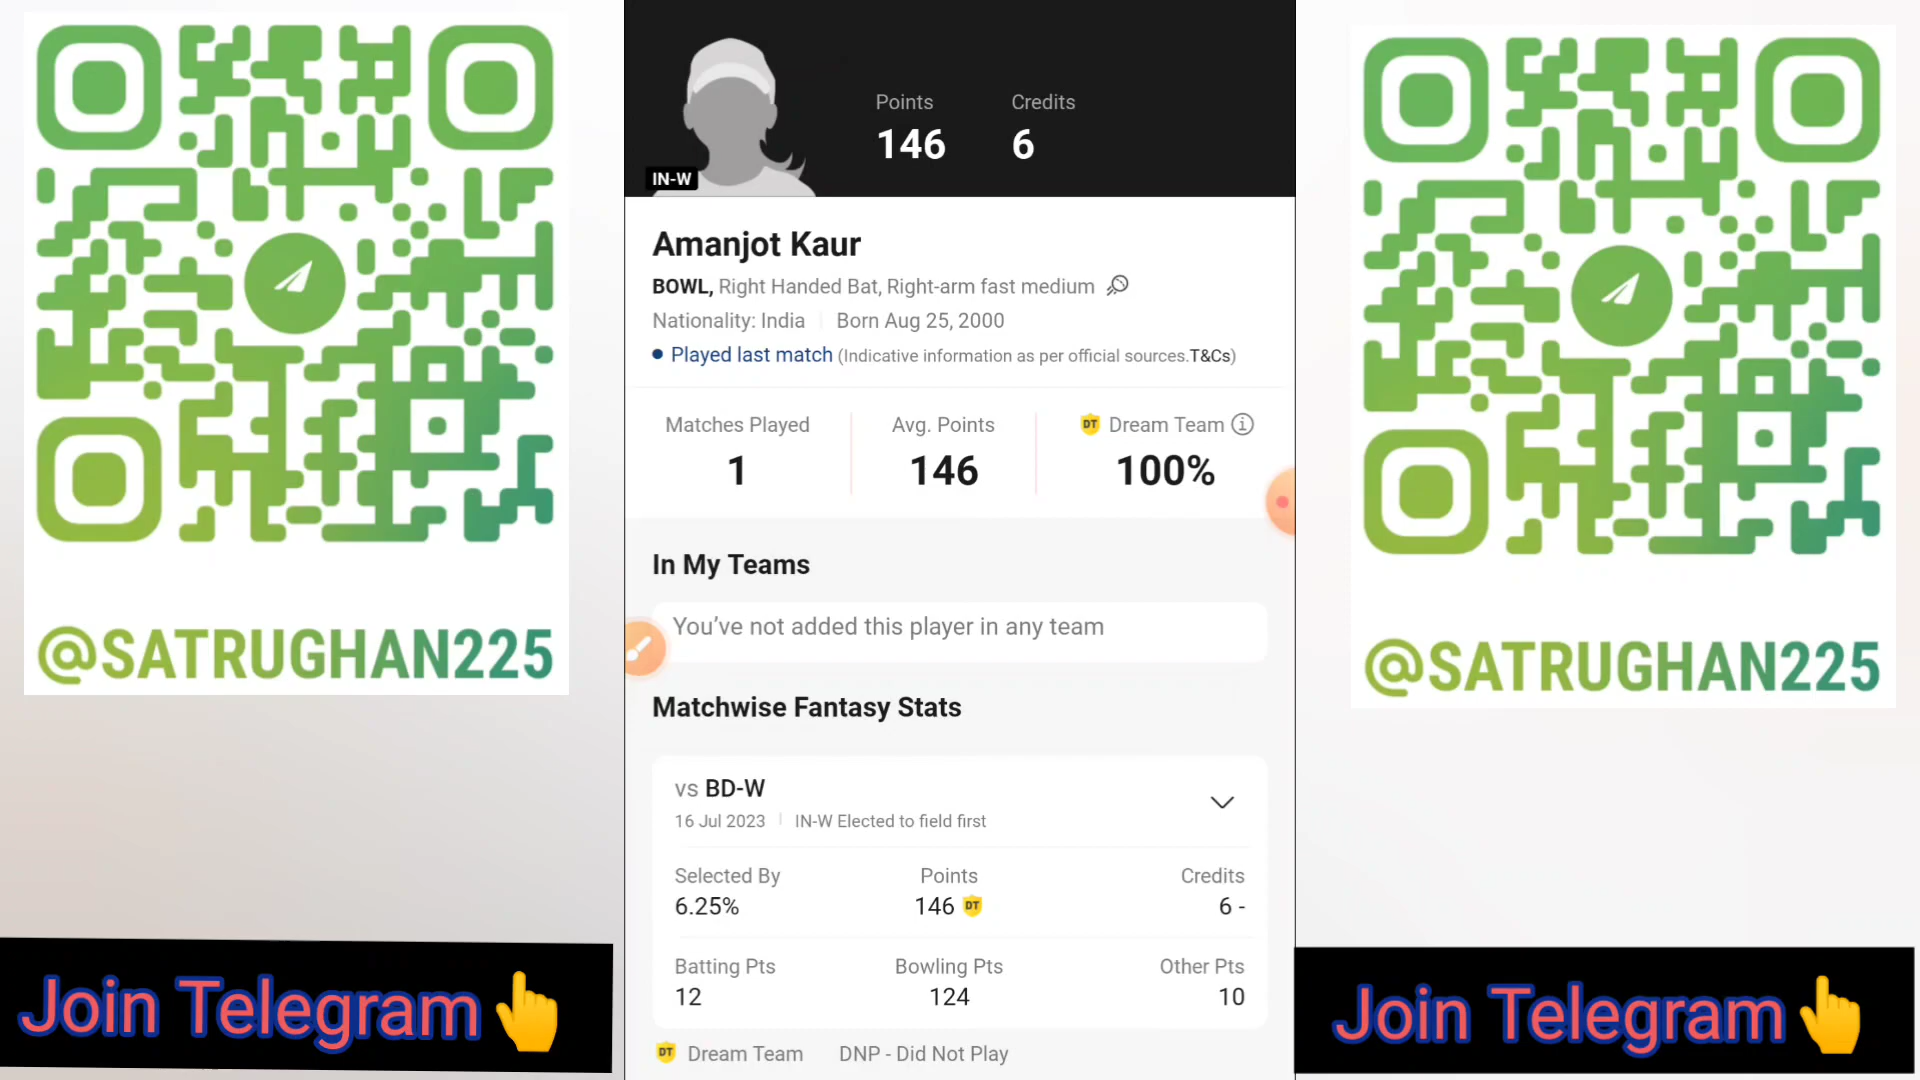 @SATRUGHAN225
Join Telegram
Points
146
Credits
6
IN-W
Amanjot Kaur
BOWL, Right Handed Bat, Right-arm fast medium
Nationality: India Born Aug 25, 2000
Played last match (Indicative information as per official sources.T&Cs)
Matches Played
1
Avg. Points
146
DT Dream Team
100%
In My Teams
You’ve not added this player in any team
Matchwise Fantasy Stats
vs BD-W
16 Jul 2023 IN-W Elected to field first
Selected By Points Credits
6.25% 146 DT 6 -
Batting Pts Bowling Pts Other Pts
12 124 10
DT Dream Team DNP - Did Not Play
@SATRUGHAN225
Join Telegram